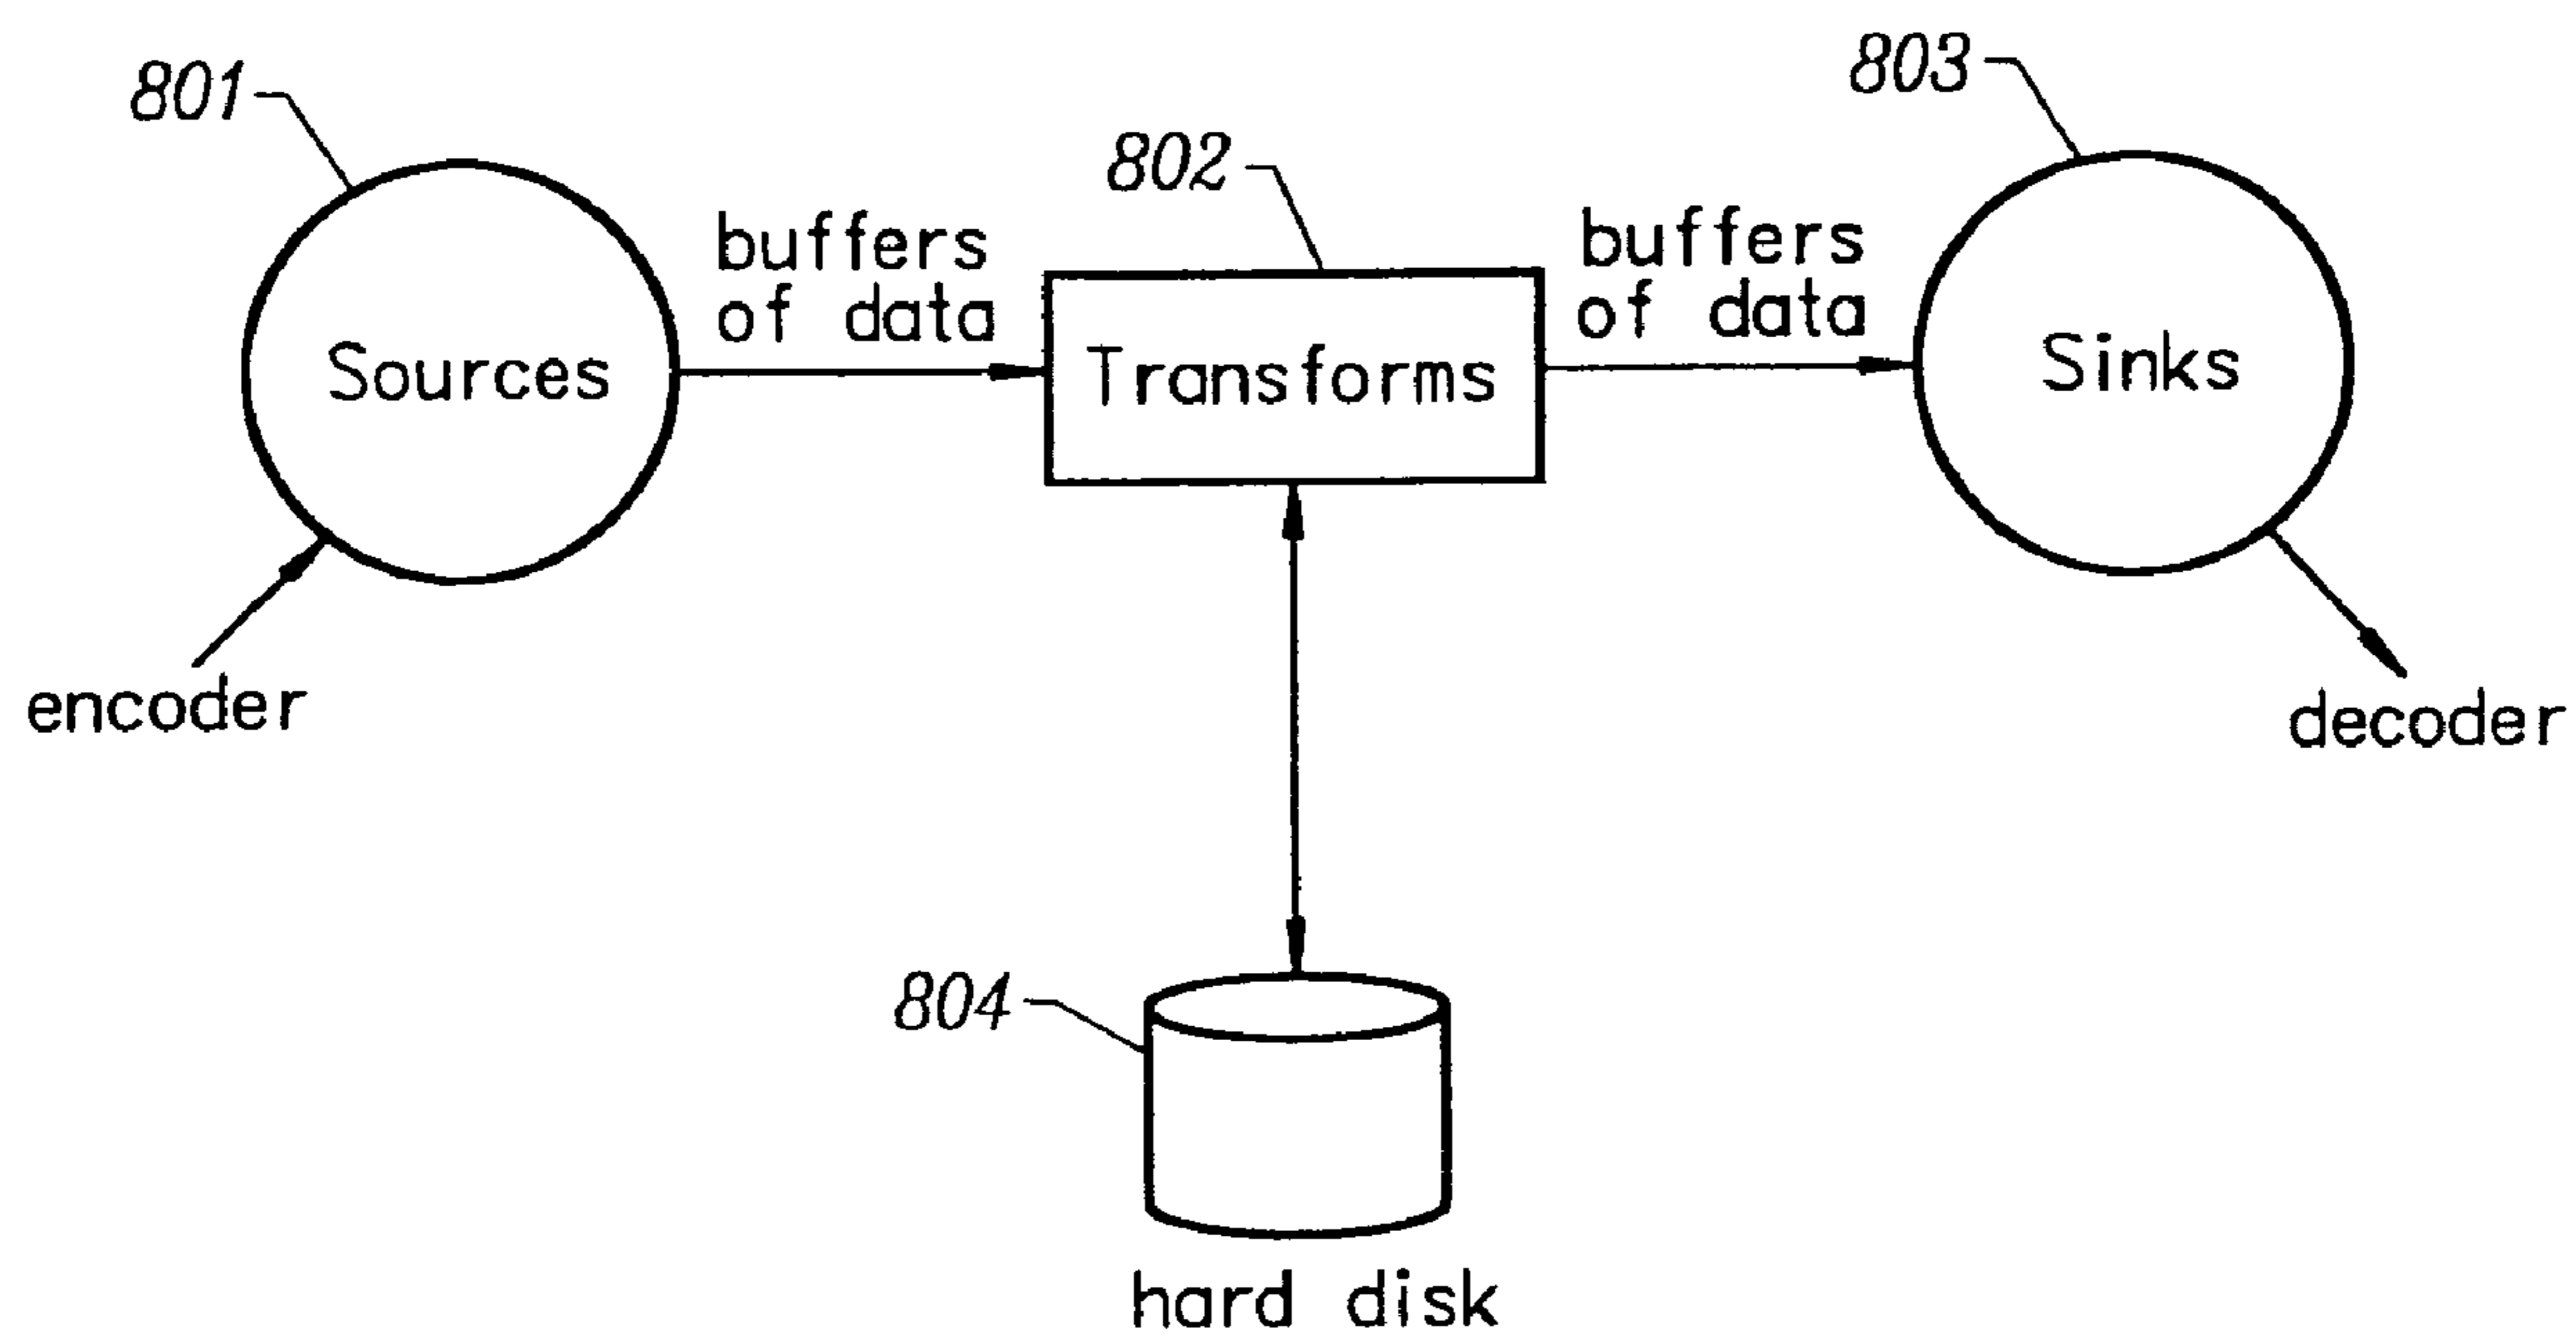 801
803
802
buffers
of data
buffers
of data
Sources
Transforms
Sinks
encoder
decoder
804
hard disk